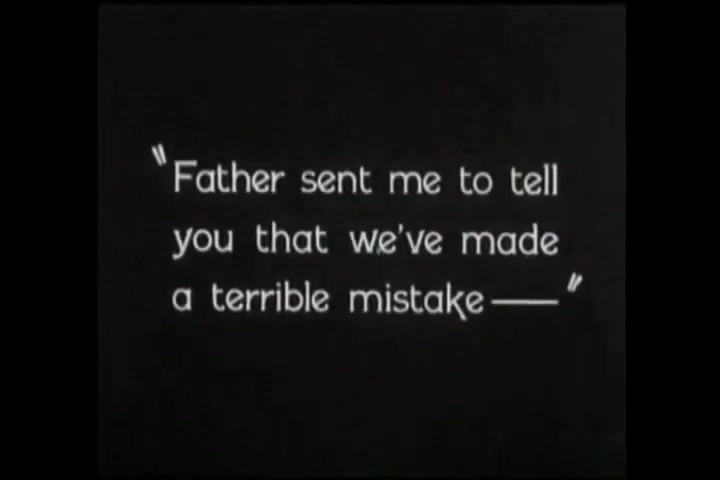 "Father sent me to tell
you that we've made
a terrible mistake——"